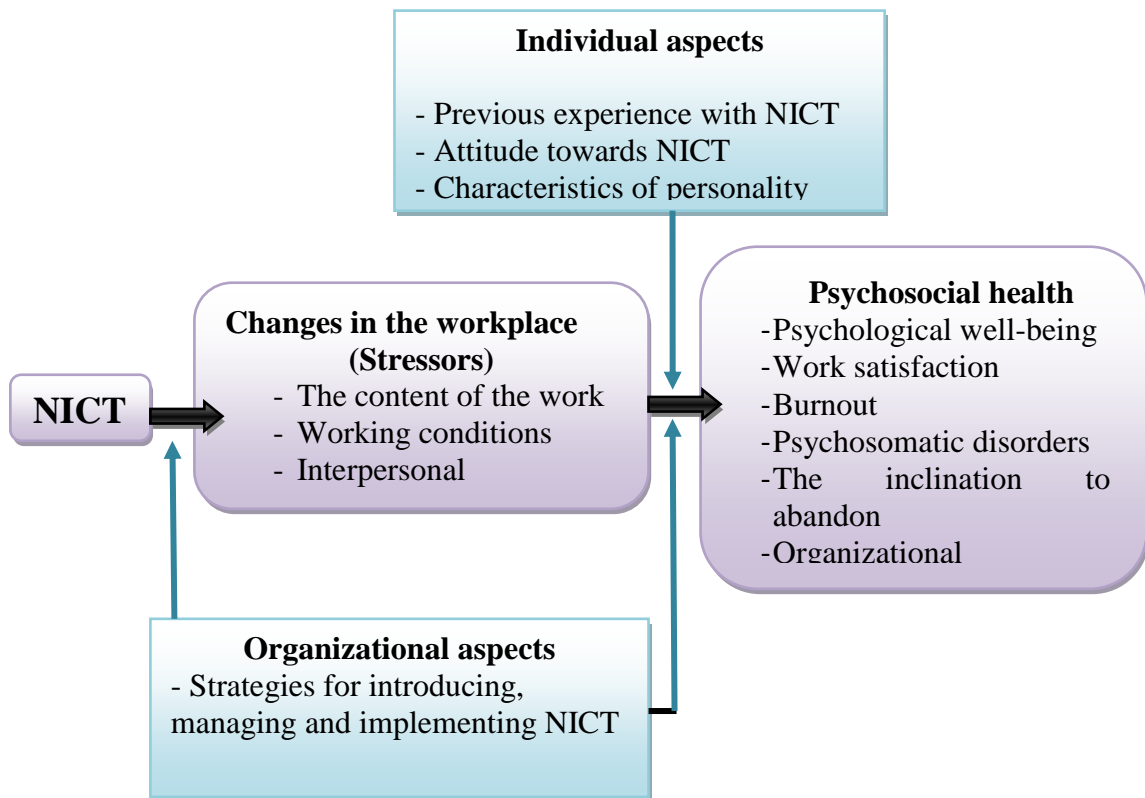 Individual aspects
- Previous experience with NICT
- Attitude towards NICT
- Characteristics of personality
NICT
Changes in the workplace
(Stressors)
- The content of the work
- Working conditions
- Interpersonal
Psychosocial health
-Psychological well-being
-Work satisfaction
-Burnout
-Psychosomatic disorders
-The inclination to
abandon
-Organizational
Organizational aspects
- Strategies for introducing,
managing and implementing NICT